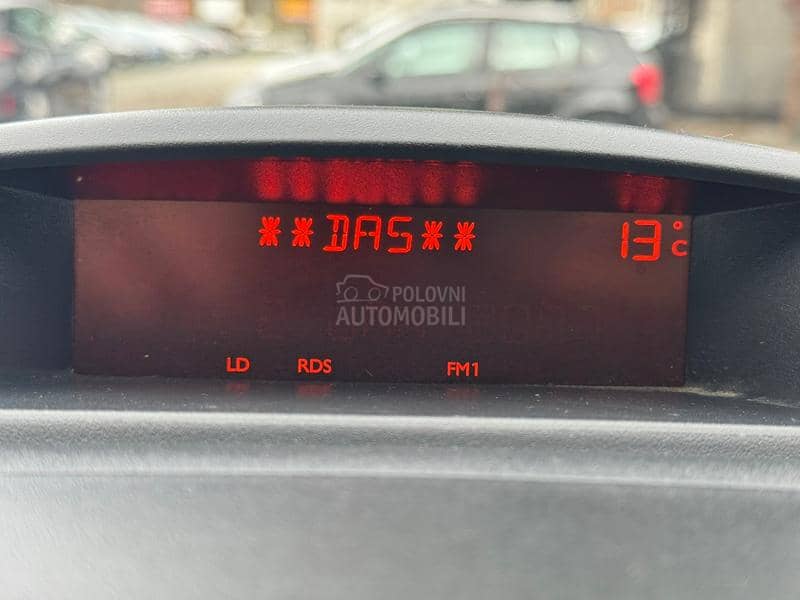 **DAS** 13°C
POLOVNI
AUTOMOBILI
LD RDS FM1